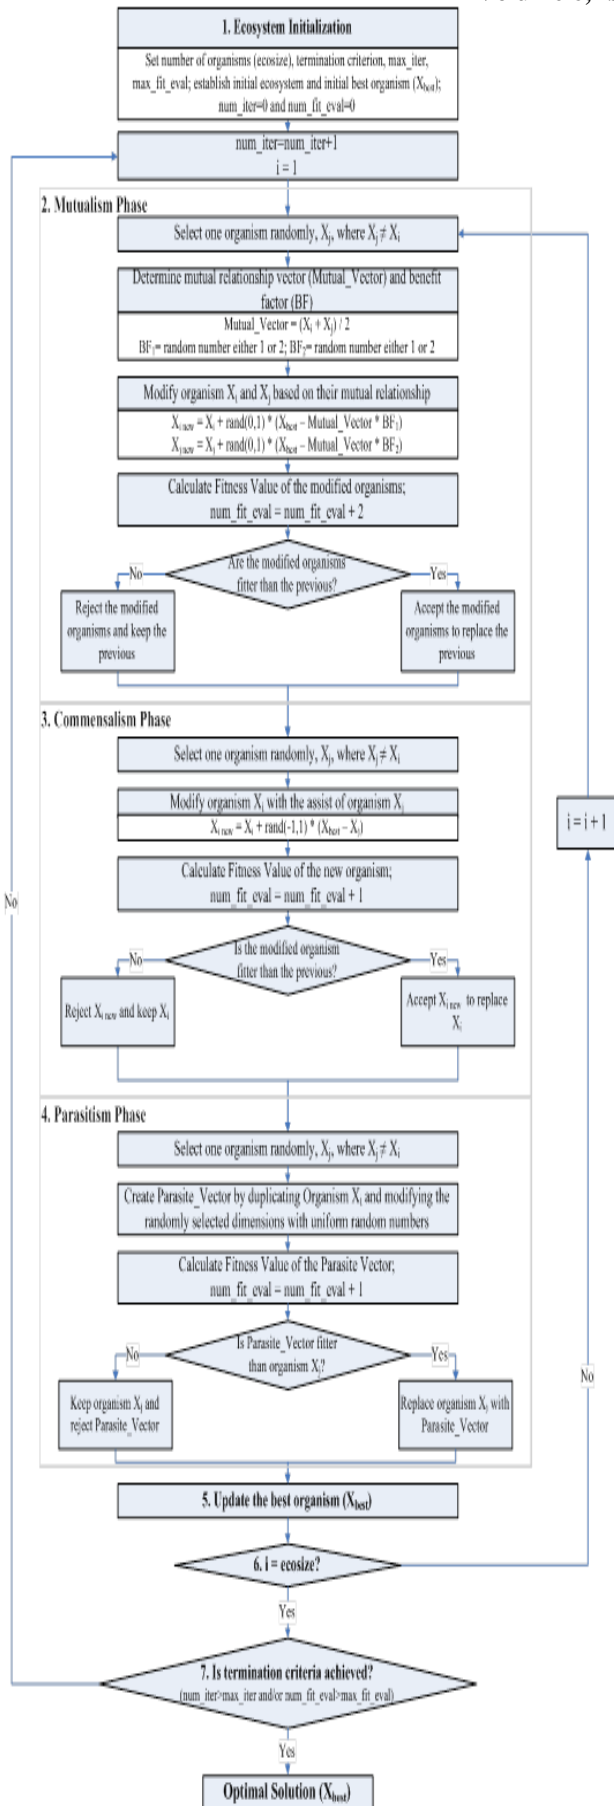 1. Ecosystem Initialization
Set number of organisms (ecosize), termination criterion, max_iter,
max_fit_eval; establish initial ecosystem and initial best organism (Xbest);
num_iter=0 and num_fit_eval=0
num_iter=num_iter+1
i = 1
2. Mutualism Phase
Select one organism randomly, Xj, where Xj ≠ Xi
Determine mutual relationship vector (Mutual_Vector) and benefit
factor (BF)
Mutual_Vector = (Xi + Xj) / 2
BF1= random number either 1 or 2; BF2= random number either 1 or 2
Modify organism Xi and Xj based on their mutual relationship
Xi new = Xi + rand(0,1) * (Xbest – Mutual_Vector * BF1)
Xj new = Xj + rand(0,1) * (Xbest – Mutual_Vector * BF2)
Calculate Fitness Value of the modified organisms;
num_fit_eval = num_fit_eval + 2
Are the modified organisms
fitter than the previous?
No
Yes
Reject the modified
organisms and keep the
previous
Accept the modified
organisms to replace the
previous
3. Commensalism Phase
Select one organism randomly, Xj, where Xj ≠ Xi
Modify organism Xi with the assist of organism Xj
Xi new = Xi + rand(-1,1) * (Xbest – Xj)
i = i + 1
Calculate Fitness Value of the new organism;
num_fit_eval = num_fit_eval + 1
No
Is the modified organism
fitter than the previous?
No
Yes
Reject Xi new and keep Xi
Accept Xi new to replace
Xi
4. Parasitism Phase
Select one organism randomly, Xj, where Xj ≠ Xi
Create Parasite_Vector by duplicating Organism Xi and modifying the
randomly selected dimensions with uniform random numbers
Calculate Fitness Value of the Parasite Vector;
num_fit_eval = num_fit_eval + 1
Is Parasite_Vector fitter
than organism Xj?
No
Yes
No
Keep organism Xj and
reject Parasite_Vector
Replace organism Xj with
Parasite_Vector
5. Update the best organism (Xbest)
6. i = ecosize?
Yes
7. Is termination criteria achieved?
(num_iter>max_iter and/or num_fit_eval>max_fit_eval)
Yes
Optimal Solution (Xbest)